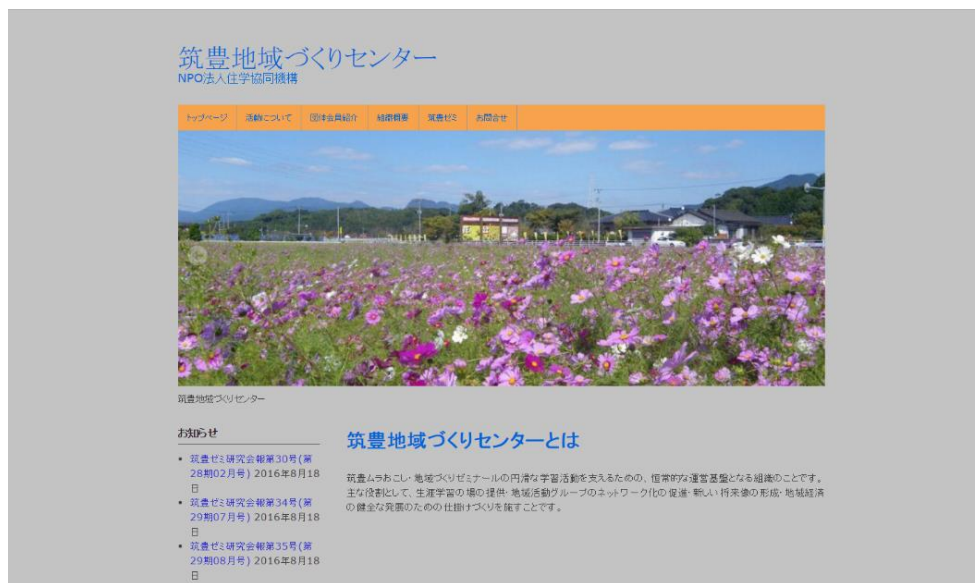 筑豊地域づくりセンター
NPO法人住学協同機構
トップページ 活動について 団体会員紹介 組織概要 筑豊ゼミ お問合せ
筑豊地域づくりセンター
お知らせ
筑豊ゼミ研究会報第30号(第
28期02月号) 2016年8月18
日
筑豊ゼミ研究会報第34号(第
29期07月号) 2016年8月18
日
筑豊ゼミ研究会報第35号(第
29期08月号) 2016年8月18
日
筑豊地域づくりセンターとは
筑豊ムラおこし・地域づくりゼミナールの円滑な学習活動を支えるための、恒常的な運営基盤となる組織のことです。
主な役割として、生涯学習の場の提供・地域活動グループのネットワーク化の促進・新しい将来像の形成・地域経済
の健全な発展のための仕掛けづくりを施すことです。